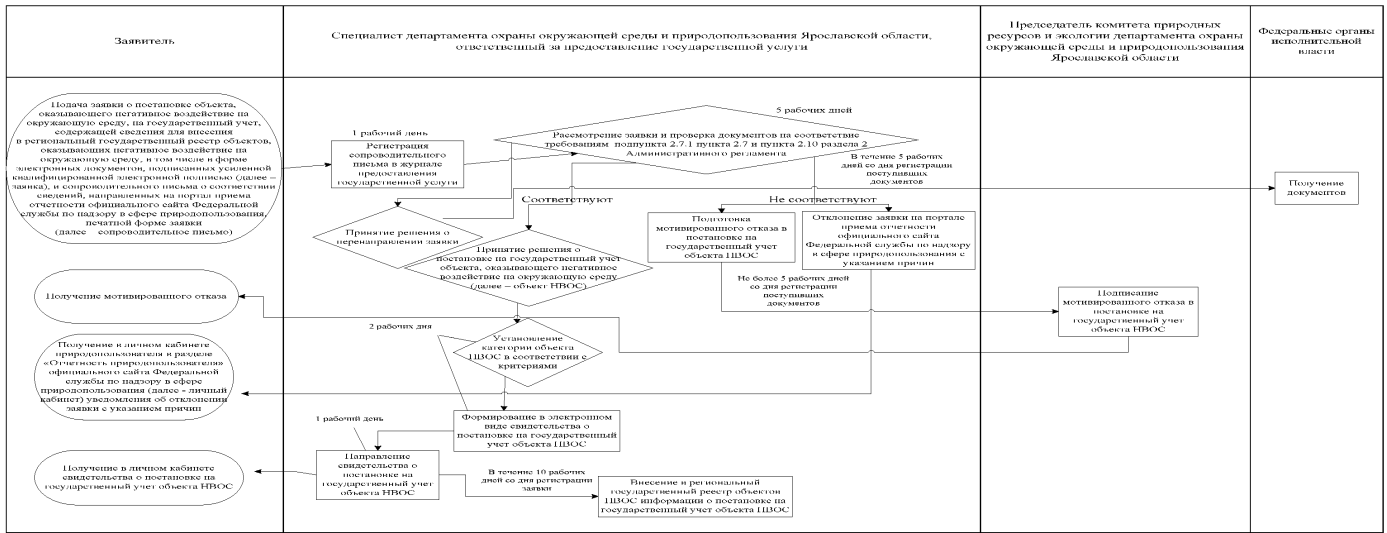 Заявитель
Специалист департамента охраны окружающей среды и природопользования Ярославской области,
ответственный за предоставление государственной услуги
Председатель комитета природных
ресурсов и экологии департамента охраны
окружающей среды и природопользования
Ярославской области
Федеральные органы
исполнительной
власти
Подача заявки о постановке объекта,
оказывающего негативное воздействие на
окружающую среду, на государственный учет,
содержащей сведения для внесения
в региональный государственный реестр объектов,
оказывающих негативное воздействие на
окружающую среду, в том числе в форме
электронных документов, подписанных усиленной
квалифицированной электронной подписью (далее –
заявка), и сопроводительного письма о соответствии
сведений, направленных на портал приема
отчетности официального сайта Федеральной
службы по надзору в сфере природопользования,
печатной форме заявки
(далее сопроводительное письмо)
1 рабочий день
Регистрация
сопроводительного
письма в журнале
предоставления
государственной услуги
5 рабочих дней
Рассмотрение заявки и проверка документов на соответствие
требованиям подпункта 2.7.1 пункта 2.7 и пункта 2.10 раздела 2
Административного регламента
В течение 5 рабочих
дней со дня регистрации
поступивших
документов
Получение
документов
Соответствуют
Не соответствуют
Принятие решения о
перенаправлении заявки
Принятие решения о
постановке на государственный учет
объекта, оказывающего негативное
воздействие на окружающую среду
(далее – объект НВОС)
Подготовка
мотивированного отказа в
постановке на
государственный учет
объекта НВОС
Отклонение заявки на портале
приема отчетности
официального сайта
Федеральной службы по надзору
в сфере природопользования с
указанием причин
Не более 5 рабочих дней
со дня регистрации
поступивших
документов
Подписание
мотивированного отказа в
постановке на
государственный учет
объекта НВОС
Получение мотивированного отказа
2 рабочих дня
Установление
категории объекта
НВОС в соответствии с
критериями
Получение в личном кабинете
природопользователя в разделе
«Отчетность природопользователя»
официального сайта Федеральной
службы по надзору в сфере
природопользования (далее - личный
кабинет) уведомления об отклонении
заявки с указанием причин
Формирование в электронном
виде свидетельства о
постановке на государственный
учет объекта НВОС
1 рабочий день
Направление
свидетельства о
постановке на
государственный учет
объекта НВОС
Получение в личном кабинете
свидетельства о постановке на
государственный учет объекта НВОС
В течение 10 рабочих
дней со дня регистрации
заявки
Внесение в региональный
государственный реестр объектов
НВОС информации о постановке на
государственный учет объекта НВОС